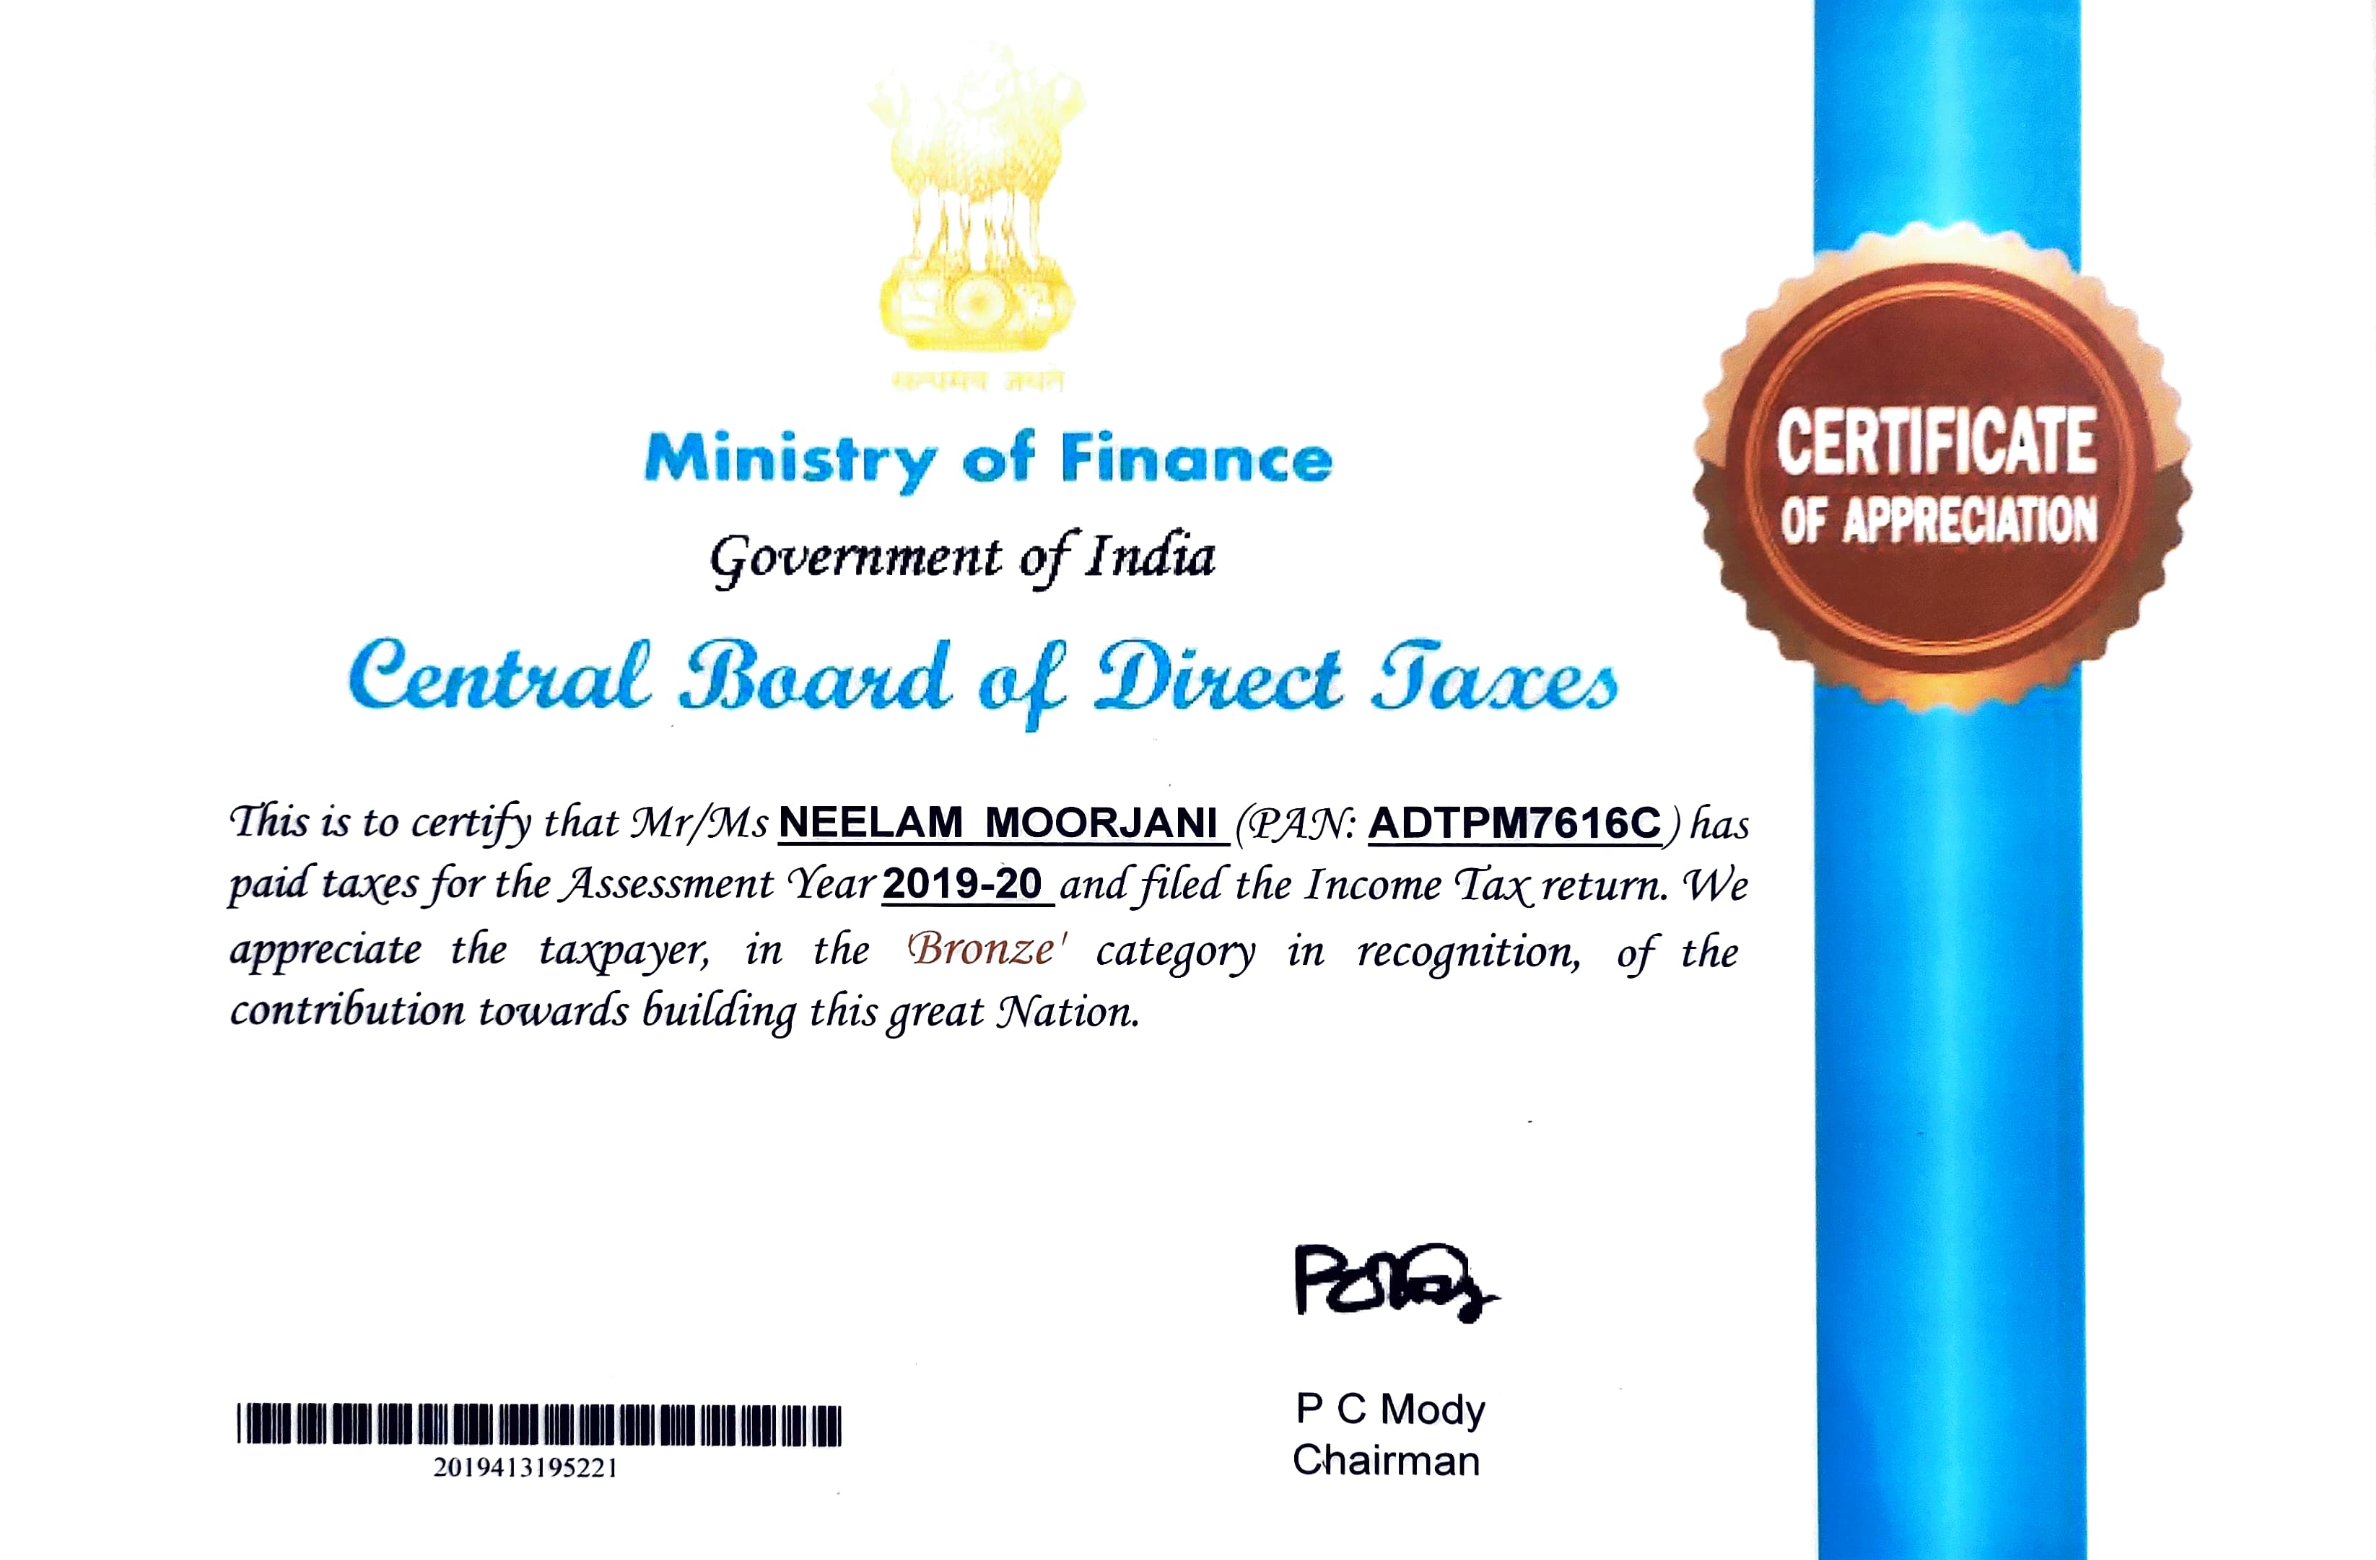 सत्यमेव जयते
Ministry of Finance
Government of India
Central Board of Direct Taxes
CERTIFICATE
OF APPRECIATION
This is to certify that Mr/Ms NEELAM MOORJANI (PAN: ADTPM7616C) has
paid taxes for the Assessment Year 2019-20 and filed the Income Tax return. We
appreciate the taxpayer, in the 'Bronze' category in recognition, of the
contribution towards building this great Nation.
P C Mody
Chairman
2019413195221